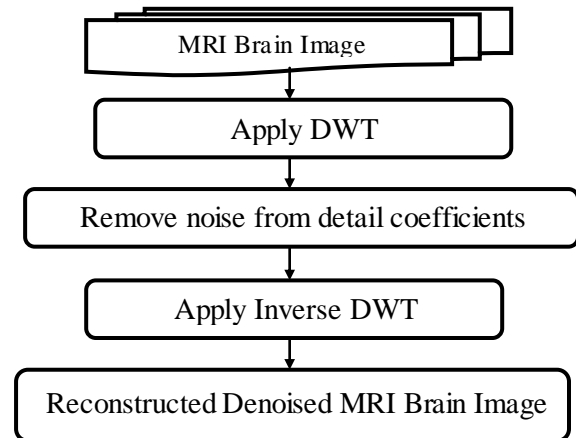 MRI Brain Image
Apply DWT
Remove noise from detail coefficients
Apply Inverse DWT
Reconstructed Denoised MRI Brain Image